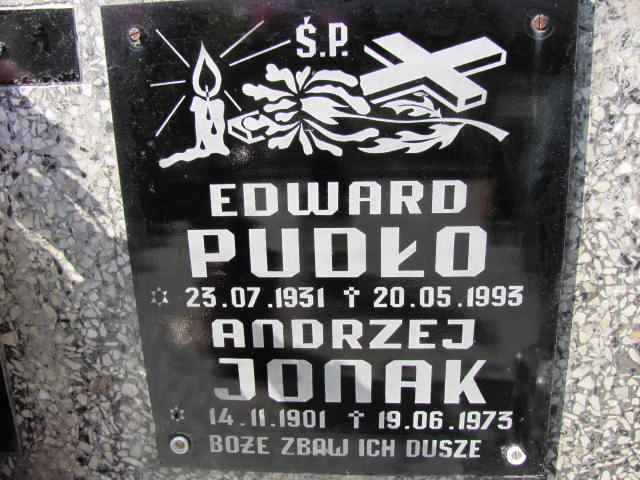 Ś.P.
EDWARD
PUDŁO
✡ 23.07.1931 ✝ 20.05.1993
ANDRZEJ
JONAK
✡ 14.11.1901 ✝ 19.06.1973
BOŻE ZBAW ICH DUSZE